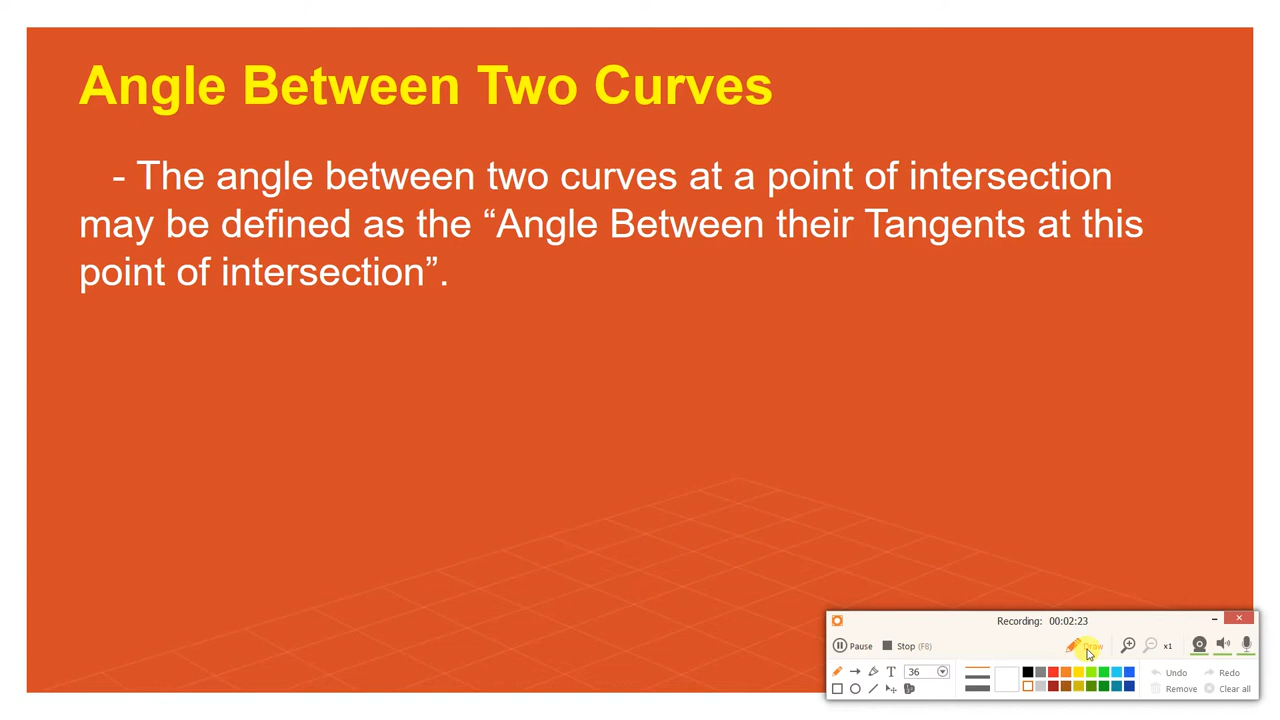 Angle Between Two Curves
- The angle between two curves at a point of intersection
may be defined as the “Angle Between their Tangents at this
point of intersection”.
Recording: 00:02:23
Pause Stop (F8) Draw x1
T 36 Undo Redo
Remove Clear all